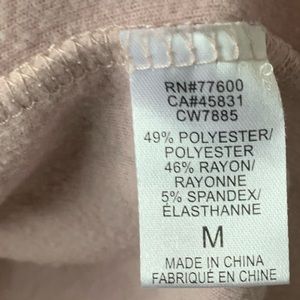 RN#77600
CA#45831
CW7885
49% POLYESTER/
POLYESTER
46% RAYON/
RAYONNE
5% SPANDEX/
ÉLASTHANNE
M
MADE IN CHINA
FABRIQUÉ EN CHINE